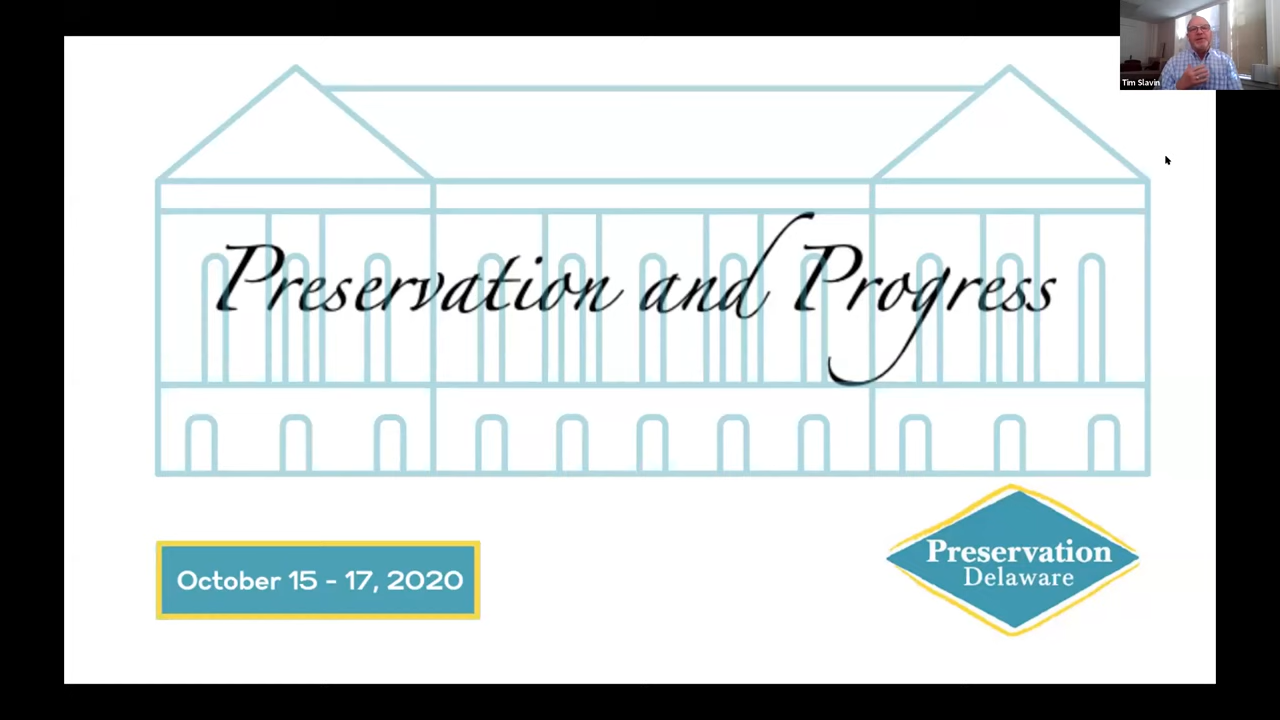 Tim Slavin
Preservation and Progress
October 15 - 17, 2020
Preservation
Delaware